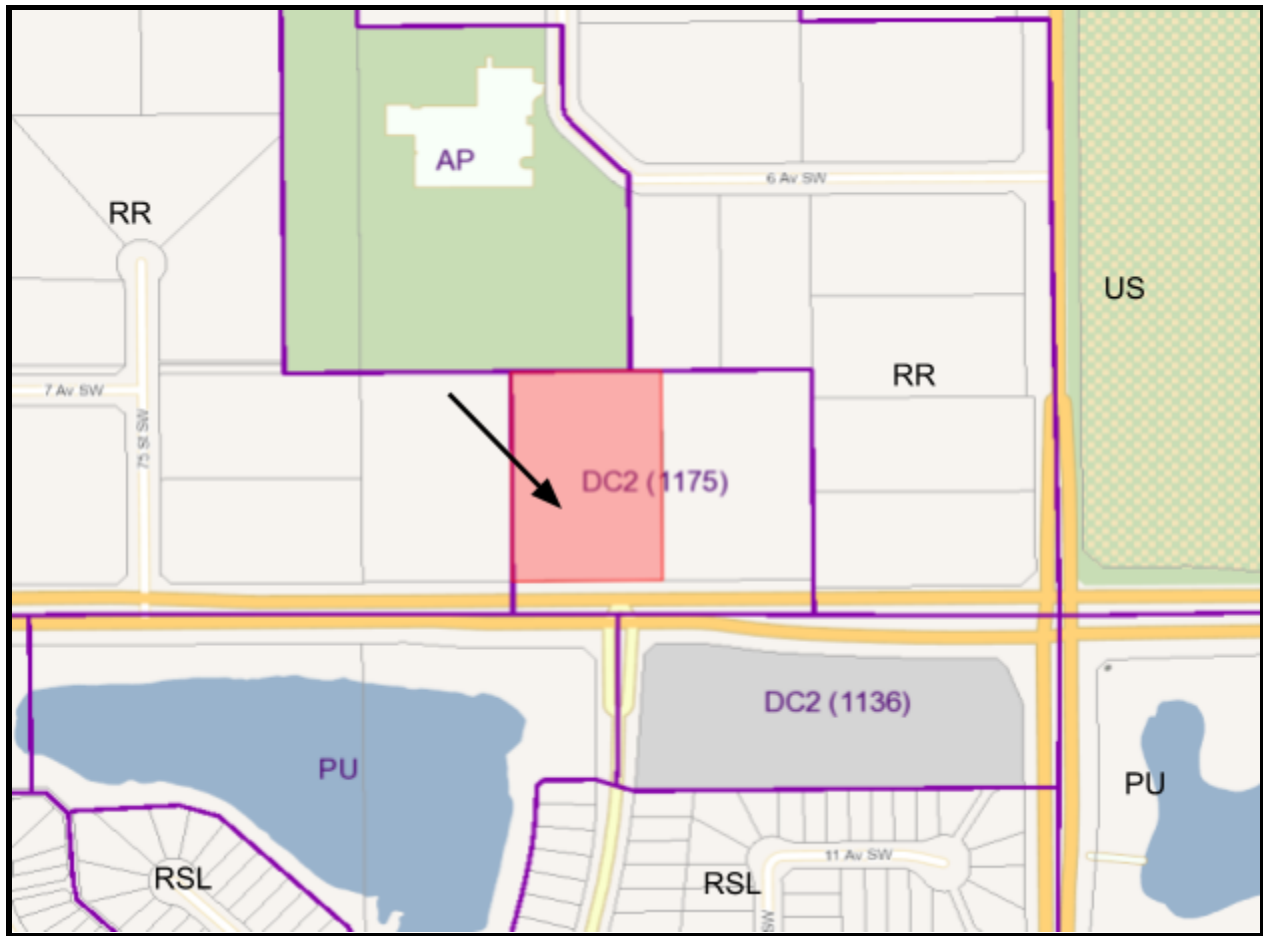 AP
6 Av SW
RR
US
RR
7 Av SW
75 St SW
DC2 (1175)
DC2 (1136)
PU
PU
11 Av SW
RSL
RSL